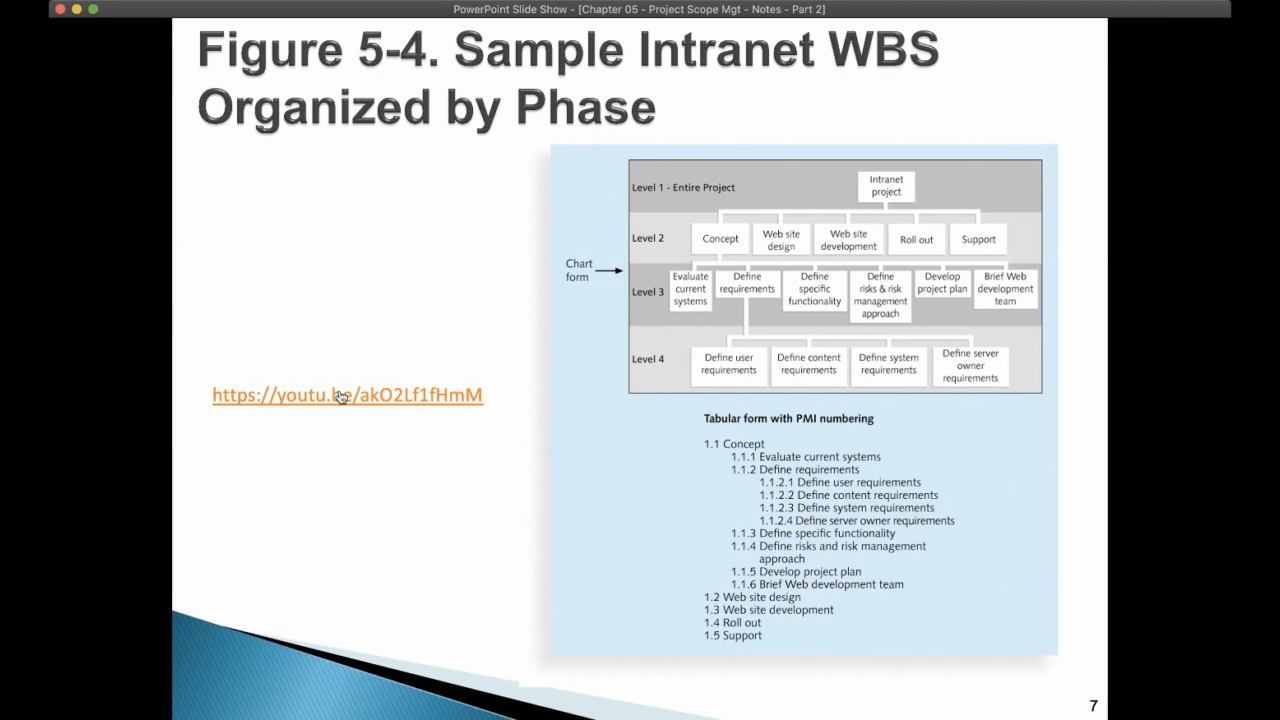 PowerPoint Slide Show - [Chapter 05 - Project Scope Mgt - Notes - Part 2]
Figure 5-4. Sample Intranet WBS
Organized by Phase
Level 1 - Entire Project
Intranet
project
Level 2
Concept
Web site
design
Web site
development
Roll out
Support
Chart
form
Level 3
Evaluate
current
systems
Define
requirements
Define
specific
functionality
Define
risks & risk
management
approach
Develop
project plan
Brief Web
development
team
Level 4
Define user
requirements
Define content
requirements
Define system
requirements
Define server
owner
requirements
https://youtu.be/akO2Lf1fHmM
Tabular form with PMI numbering
1.1 Concept
1.1.1 Evaluate current systems
1.1.2 Define requirements
1.1.2.1 Define user requirements
1.1.2.2 Define content requirements
1.1.2.3 Define system requirements
1.1.2.4 Define server owner requirements
1.1.3 Define specific functionality
1.1.4 Define risks and risk management
approach
1.1.5 Develop project plan
1.1.6 Brief Web development team
1.2 Web site design
1.3 Web site development
1.4 Roll out
1.5 Support
7